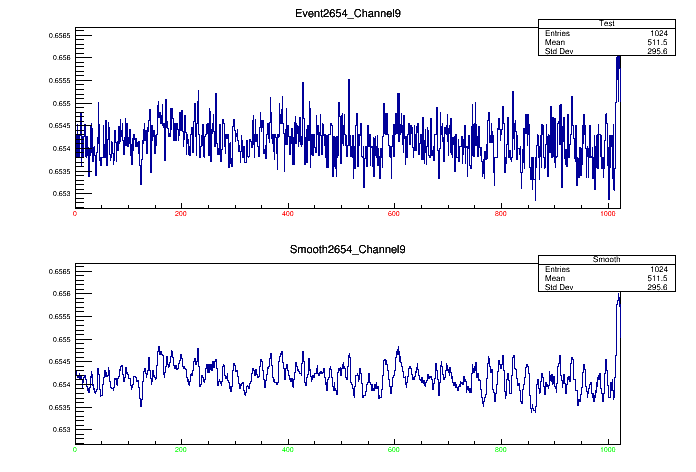 Event2654_Channel9
Test
Entries 1024
Mean 511.5
Std Dev 295.6
0.6565
0.656
0.6555
0.655
0.6545
0.654
0.6535
0.653
0 200 400 600 800 1000
Smooth2654_Channel9
Smooth
Entries 1024
Mean 511.5
Std Dev 295.6
0.6565
0.656
0.6555
0.655
0.6545
0.654
0.6535
0.653
0 200 400 600 800 1000